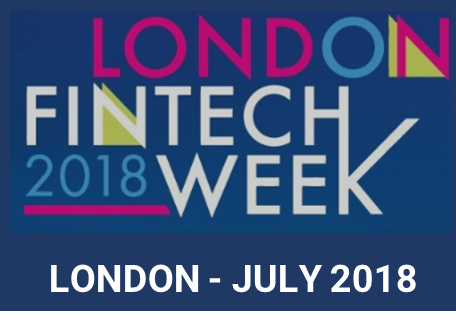 LONDON
FINTECH
2018 WEEK
LONDON - JULY 2018